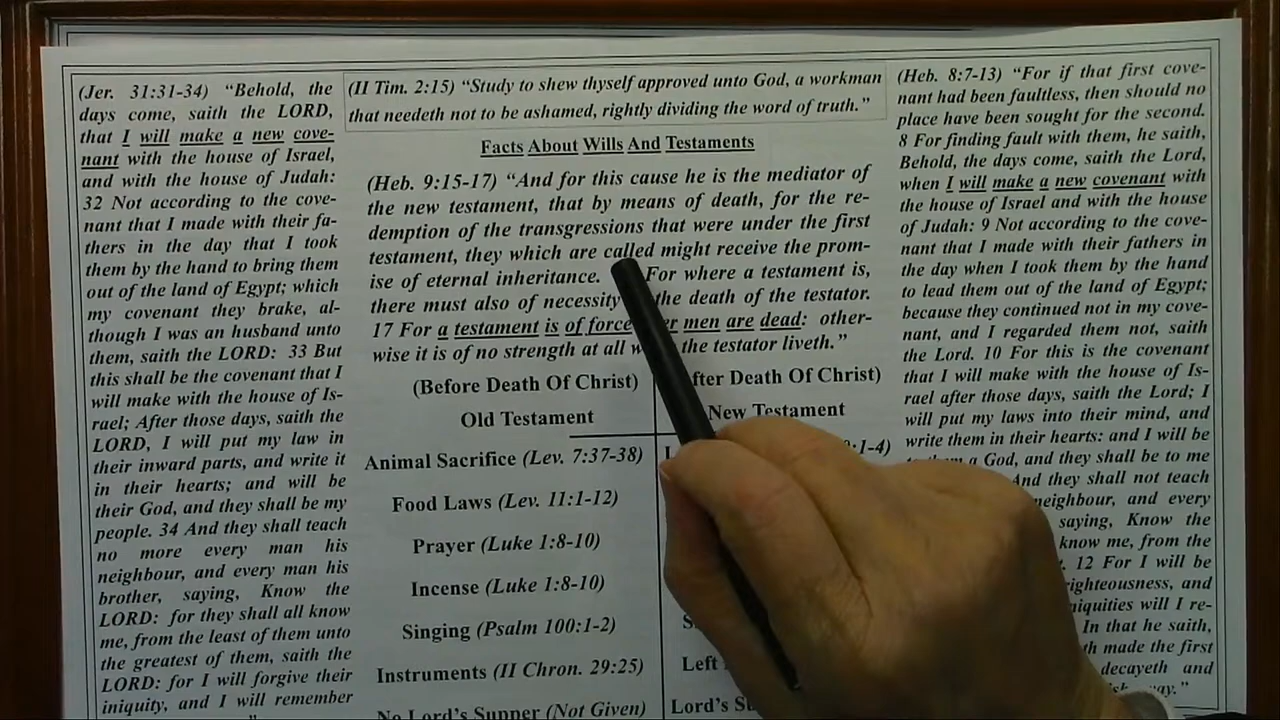 (Jer. 31:31-34) “Behold, the
days come, saith the LORD,
that I will make a new cove-
nant with the house of Israel,
and with the house of Judah:
32 Not according to the cove-
nant that I made with their fa-
thers in the day that I took
them by the hand to bring them
out of the land of Egypt; which
my covenant they brake, al-
though I was an husband unto
them, saith the LORD: 33 But
this shall be the covenant that I
will make with the house of Is-
rael; After those days, saith the
LORD, I will put my law in
their inward parts, and write it
in their hearts; and will be
their God, and they shall be my
people. 34 And they shall teach
no more every man his
neighbour, and every man his
brother, saying, Know the
LORD: for they shall all know
me, from the least of them unto
the greatest of them, saith the
LORD: for I will forgive their
iniquity, and I will remember
(II Tim. 2:15) “Study to shew thyself approved unto God, a workman
that needeth not to be ashamed, rightly dividing the word of truth.”
Facts About Wills And Testaments
(Heb. 9:15-17) “And for this cause he is the mediator of
the new testament, that by means of death, for the re-
demption of the transgressions that were under the first
testament, they which are called might receive the prom-
ise of eternal inheritance. For where a testament is,
there must also of necessity the death of the testator.
17 For a testament is of force men are dead: other-
wise it is of no strength at all the testator liveth.”
(Before Death Of Christ)
Old Testament
Animal Sacrifice (Lev. 7:37-38)
Food Laws (Lev. 11:1-12)
Prayer (Luke 1:8-10)
Incense (Luke 1:8-10)
Singing (Psalm 100:1-2)
Instruments (II Chron. 29:25)
No Lord’s Supper (Not Given)
Death Of Christ)
New Testament
:1-4)
Left
Lord’s
(Heb. 8:7-13) “For if that first cove-
nant had been faultless, then should no
place have been sought for the second.
8 For finding fault with them, he saith,
Behold, the days come, saith the Lord,
when I will make a new covenant with
the house of Israel and with the house
of Judah: 9 Not according to the cove-
nant that I made with their fathers in
the day when I took them by the hand
to lead them out of the land of Egypt;
because they continued not in my cove-
nant, and I regarded them not, saith
the Lord. 10 For this is the covenant
that I will make with the house of Is-
rael after those days, saith the Lord; I
will put my laws into their mind, and
write them in their hearts: and I will be
a God, and they shall be to me
And they shall not teach
neighbour, and every
saying, Know the
know me, from the
12 For I will be
righteousness, and
will I re-
In that he saith,
made the first
decayeth and